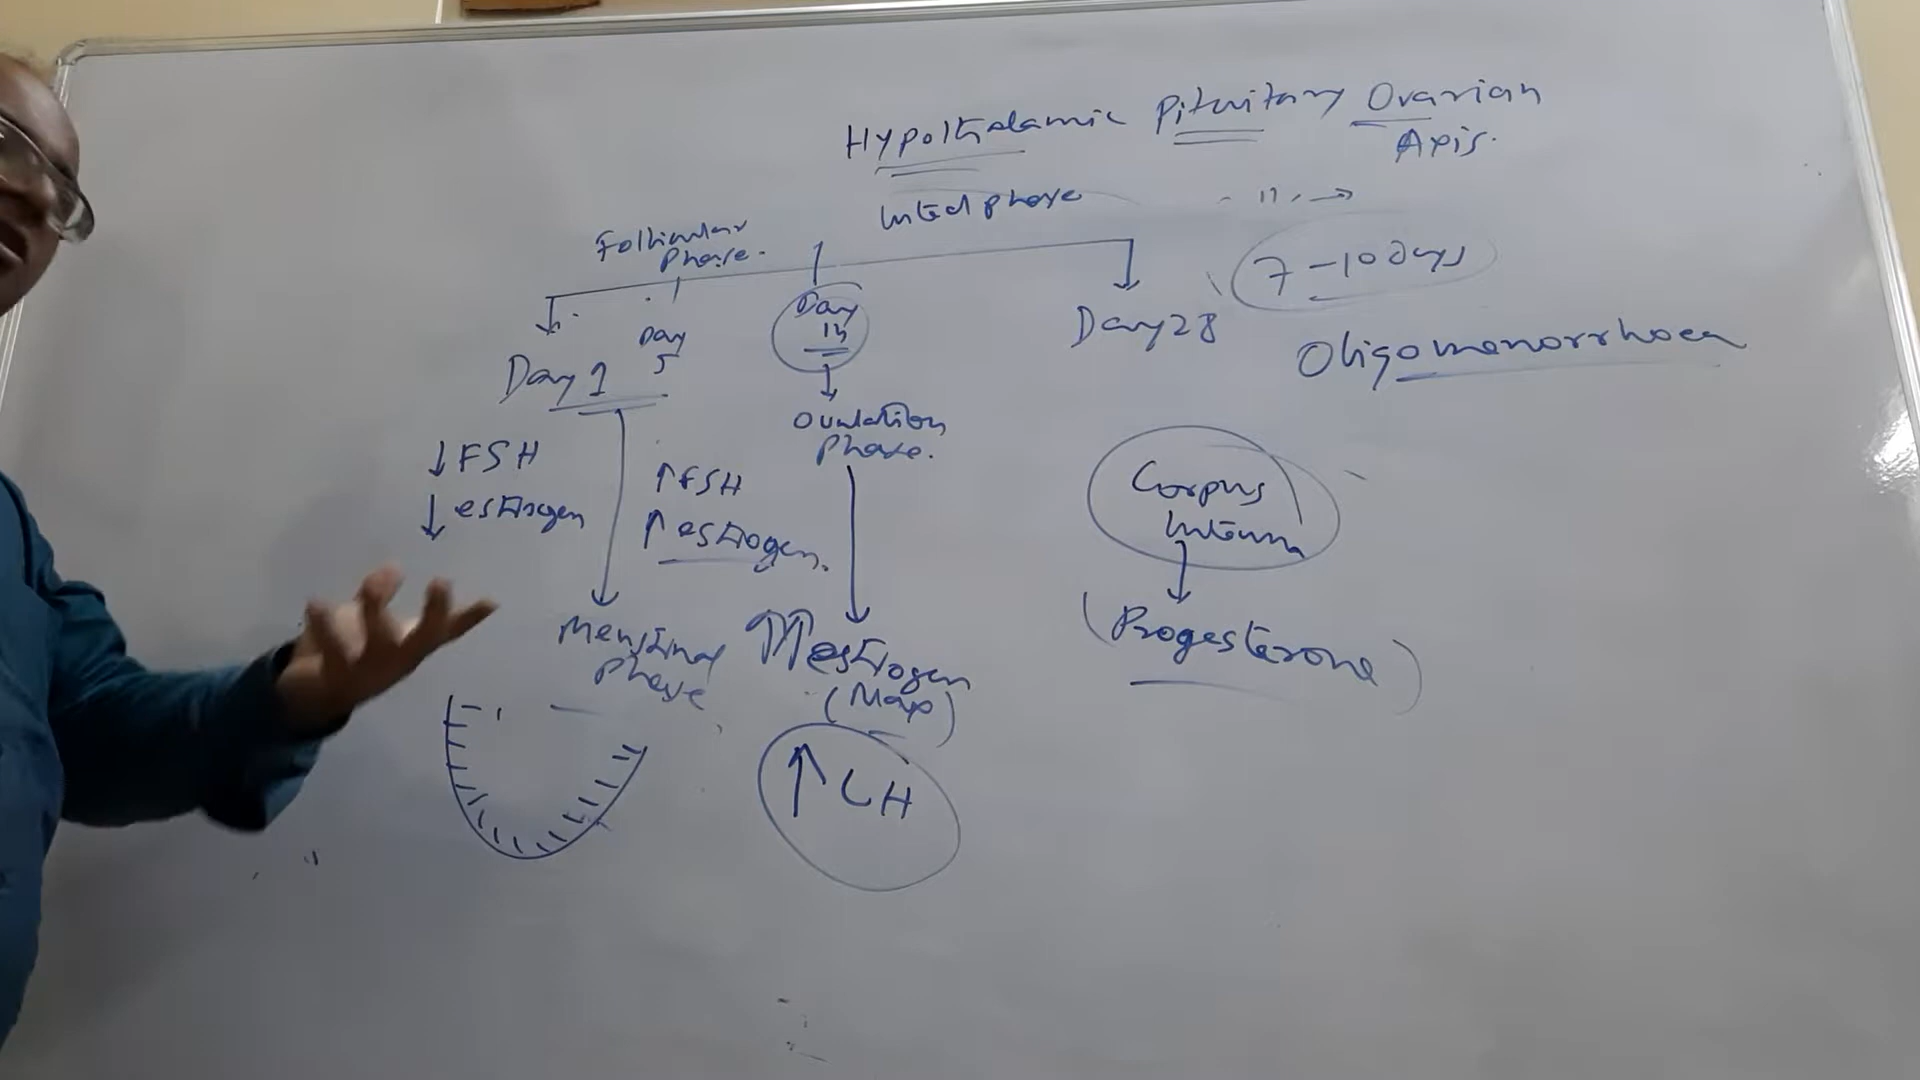 Hypothalamic Pituitary Ovarian
Axis.
luteal phase
Follicular
Phase.
7-10 days
Day 1
Day
5
Day
14
Day 28
Oligomenorrhoea
Ovulation
Phase.
↓ FSH
↓ estrogen
↑ FSH
↑ estrogen.
Corpus
luteum
Menstrual
Phase
↑↑ estrogen
(Max)
(Progesterone)
↑ LH